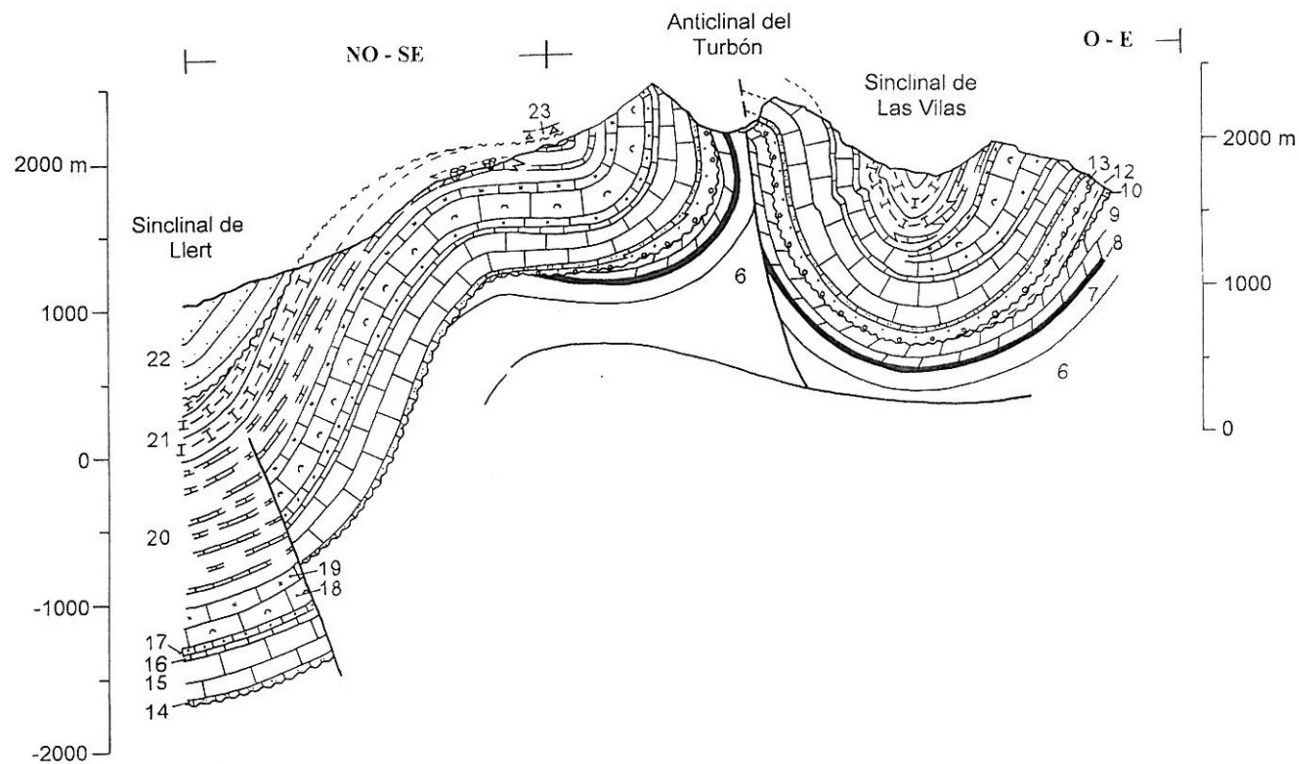 Anticlinal del
Turbón
NO - SE
O - E
Sinclinal de
Las Vilas
23
2000 m
2000 m
13
12
10
9
8
7
6
6
Sinclinal de
Llert
1000
1000
22
21
0
0
20
19
18
-1000
17
16
15
14
-2000